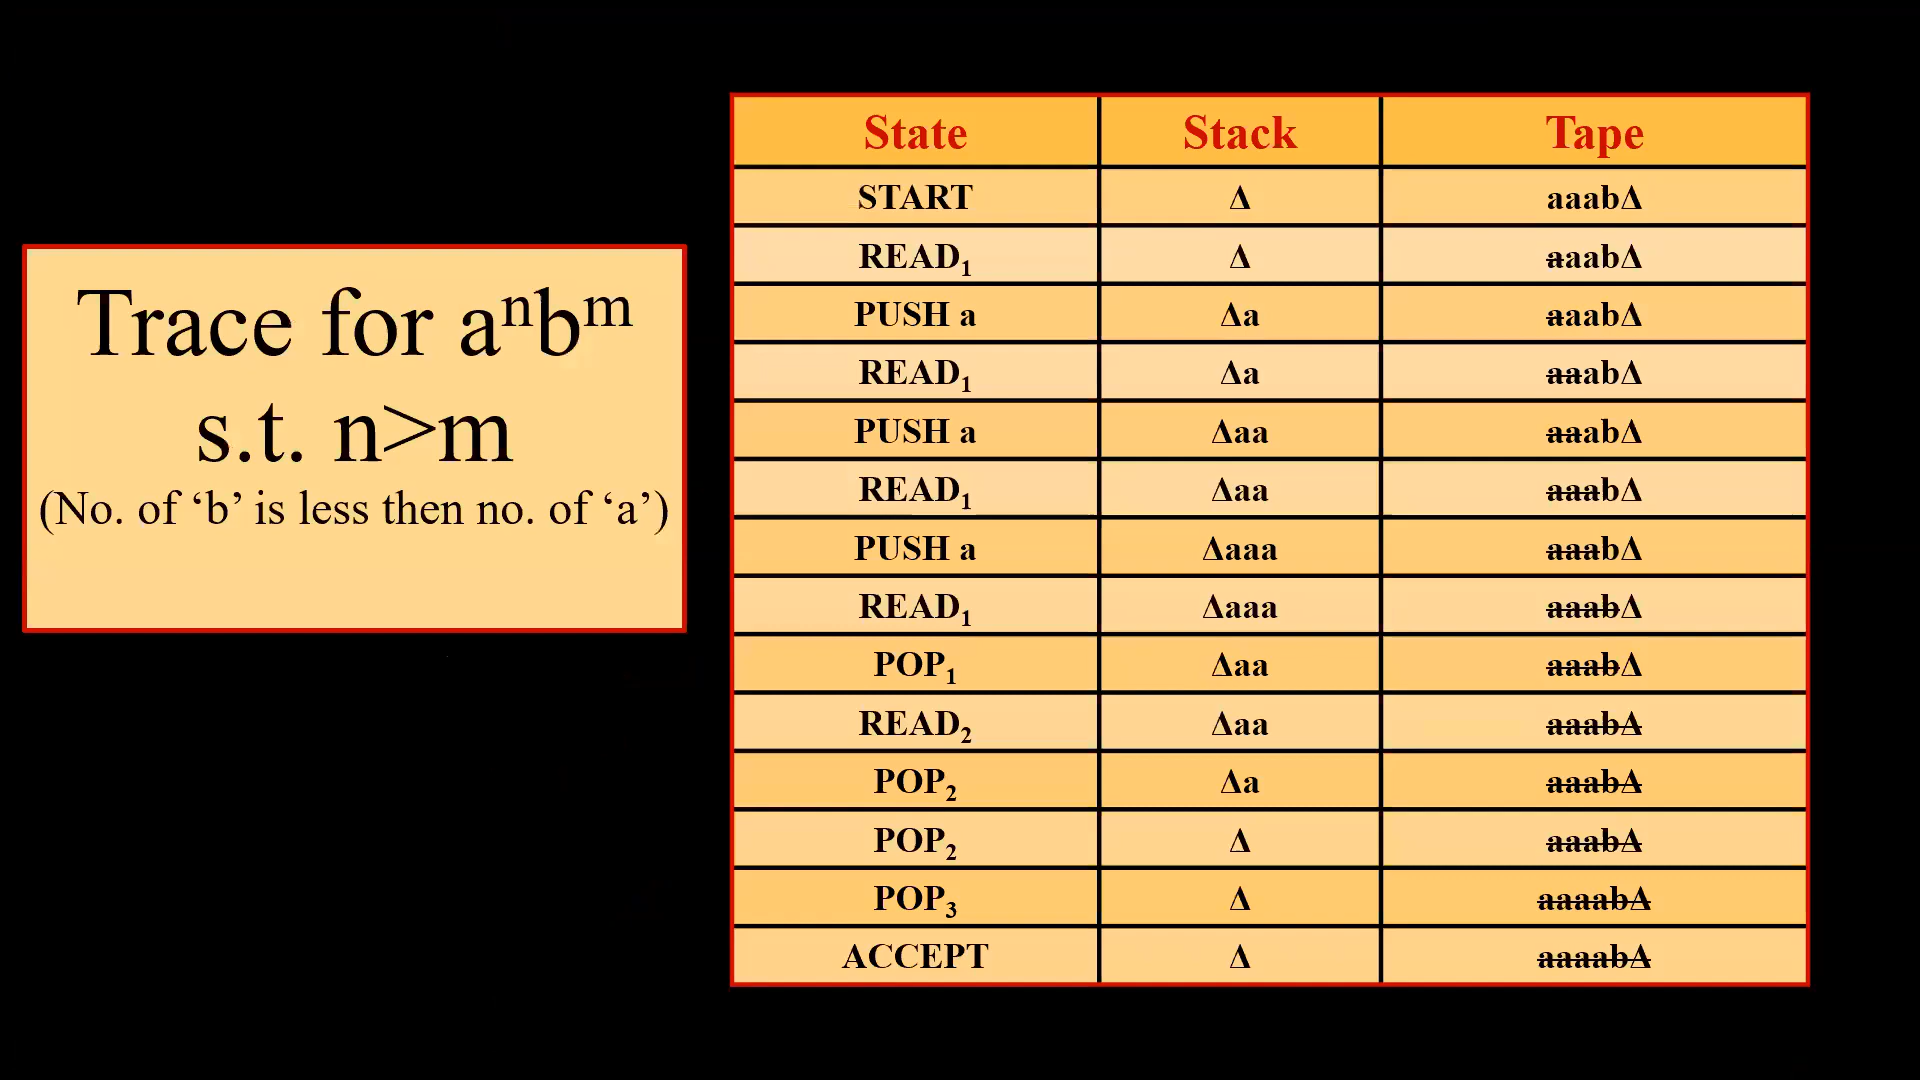 Trace for aⁿbᵐ
s.t. n>m
(No. of ‘b’ is less then no. of ‘a’)
State Stack Tape
START Δ aaabΔ
READ₁ Δ aaabΔ
PUSH a Δa aaabΔ
READ₁ Δa aaabΔ
PUSH a Δaa aaabΔ
READ₁ Δaa aaabΔ
PUSH a Δaaa aaabΔ
READ₁ Δaaa aaabΔ
POP₁ Δaa aaabΔ
READ₂ Δaa aaabΔ
POP₂ Δa aaabΔ
POP₂ Δ aaabΔ
POP₃ Δ aaaabΔ
ACCEPT Δ aaaabΔ